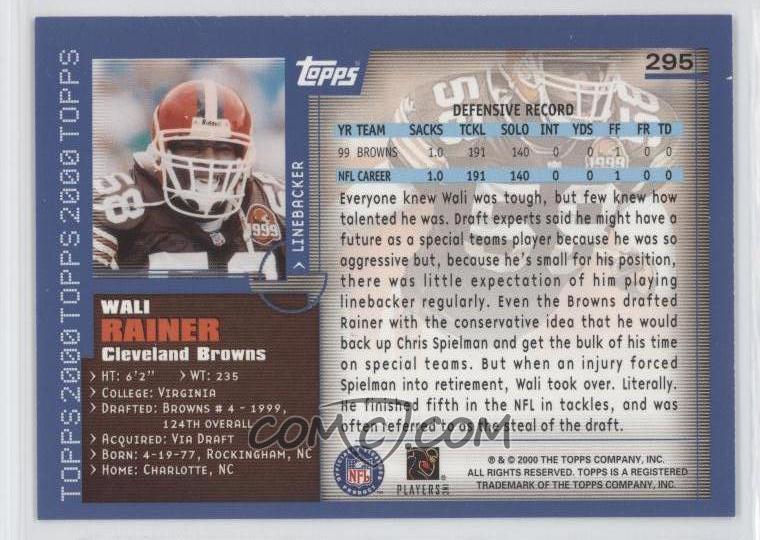 TOPPS 2000 TOPPS 2000 TOPPS 2000 TOPPS
Riddell
58
1999
LINEBACKER
WALI
RAINER
Cleveland Browns
HT: 6'2" WT: 235
COLLEGE: VIRGINIA
DRAFTED: BROWNS #4 - 1999,
124TH OVERALL
ACQUIRED: VIA DRAFT
BORN: 4-19-77, ROCKINGHAM, NC
HOME: CHARLOTTE, NC
Topps
295
DEFENSIVE RECORD
YR TEAM SACKS TCKL SOLO INT YDS FF FR TD
99 BROWNS 1.0 191 140 0 0 1 0 0
NFL CAREER 1.0 191 140 0 0 1 0 0
Everyone knew Wali was tough, but few knew how
talented he was. Draft experts said he might have a
future as a special teams player because he was so
aggressive but, because he's small for his position,
there was little expectation of him playing
linebacker regularly. Even the Browns drafted
Rainer with the conservative idea that he would
back up Chris Spielman and get the bulk of his time
on special teams. But when an injury forced
Spielman into retirement, Wali took over. Literally.
He finished fifth in the NFL in tackles, and was
often referred to us the steal of the draft.
COMC.COM
NFL
PLAYERS INC
® & © 2000 THE TOPPS COMPANY, INC.
ALL RIGHTS RESERVED. TOPPS IS A REGISTERED
TRADEMARK OF THE TOPPS COMPANY, INC.